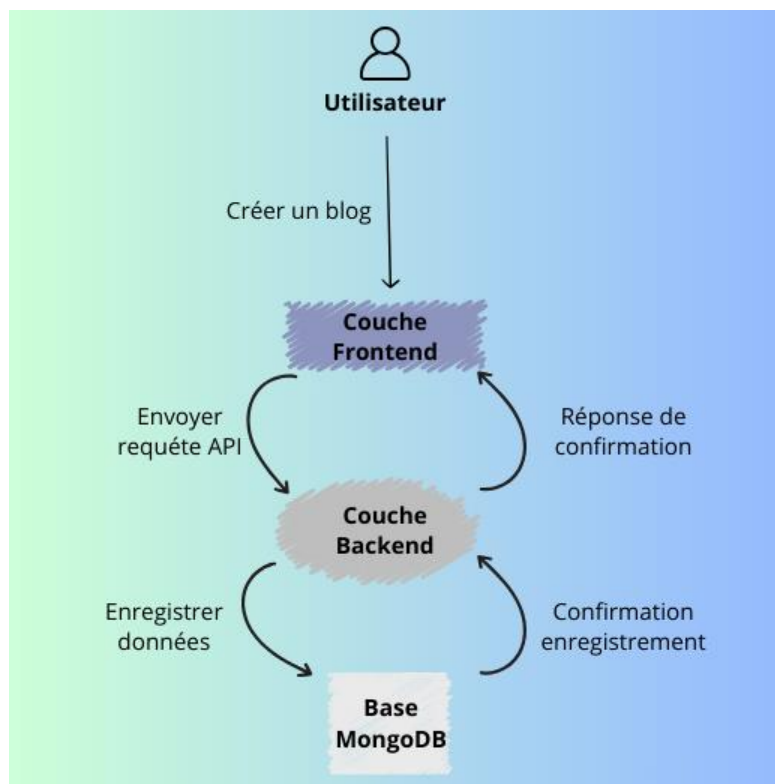 Utilisateur
Créer un blog
Couche
Frontend
Envoyer
requéte API
Réponse de
confirmation
Couche
Backend
Enregistrer
données
Confirmation
enregistrement
Base
MongoDB